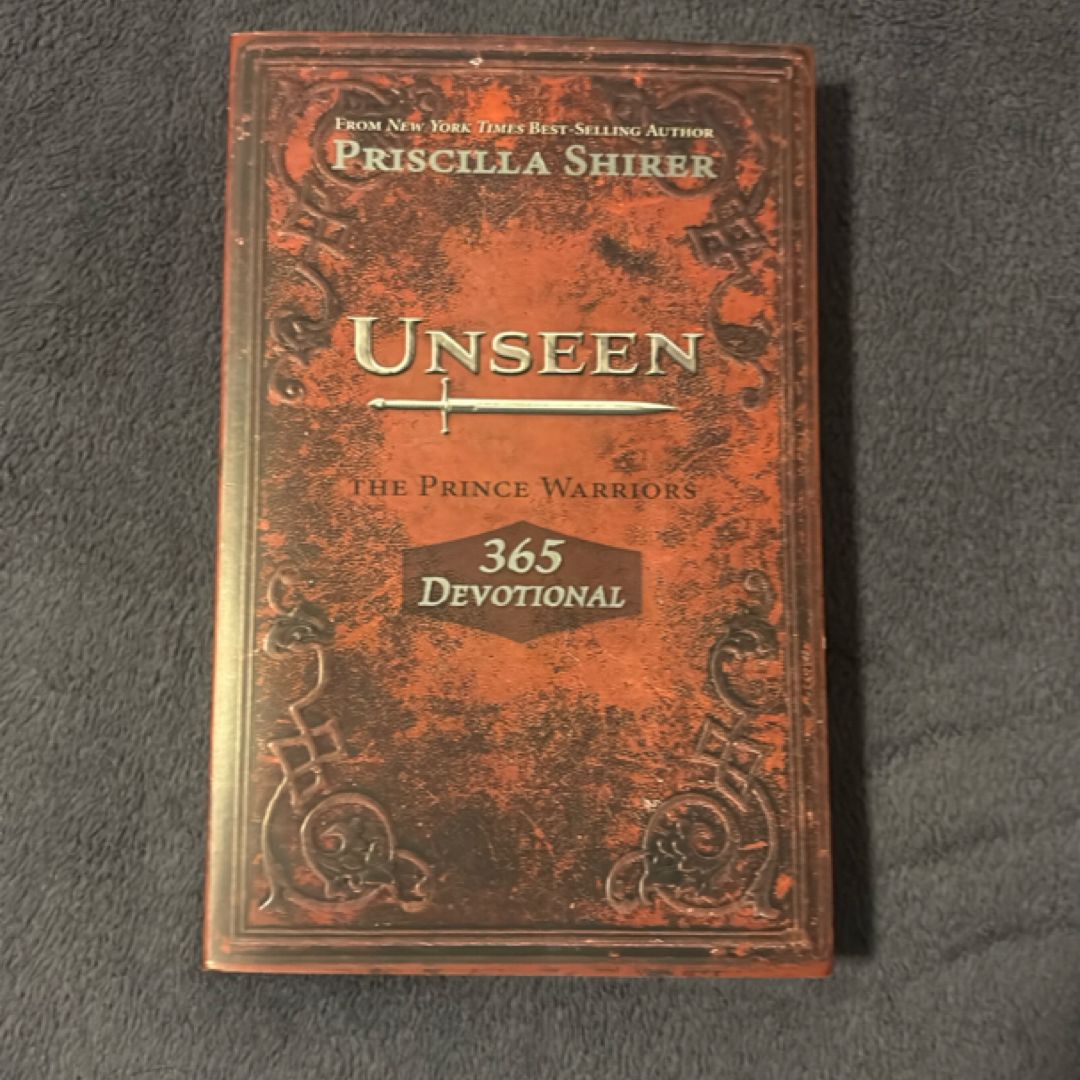 From New York Times Best-Selling Author
Priscilla Shirer
Unseen
the Prince Warriors
365
Devotional